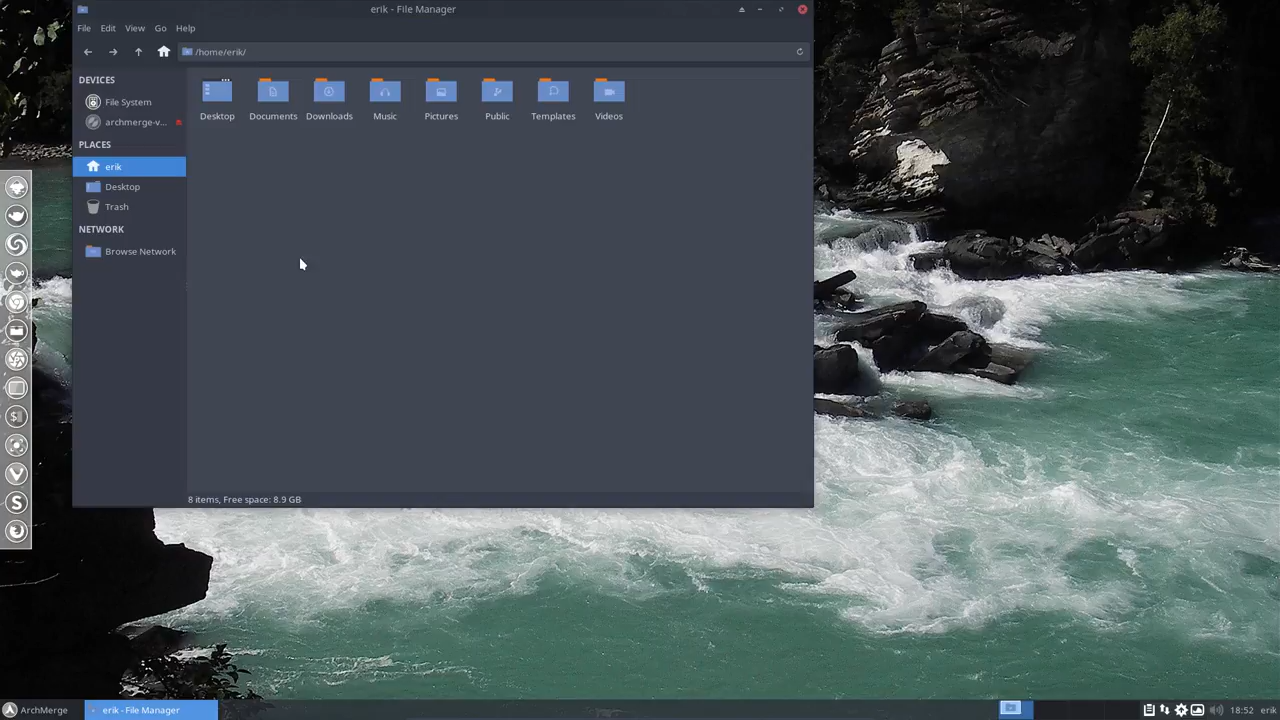 erik - File Manager
File Edit View Go Help
/home/erik/
DEVICES
File System
archmerge-v...
PLACES
erik
Desktop
Trash
NETWORK
Browse Network
Desktop Documents Downloads Music Pictures Public Templates Videos
8 items, Free space: 8.9 GB
ArchMerge
erik - File Manager
18:52 erik